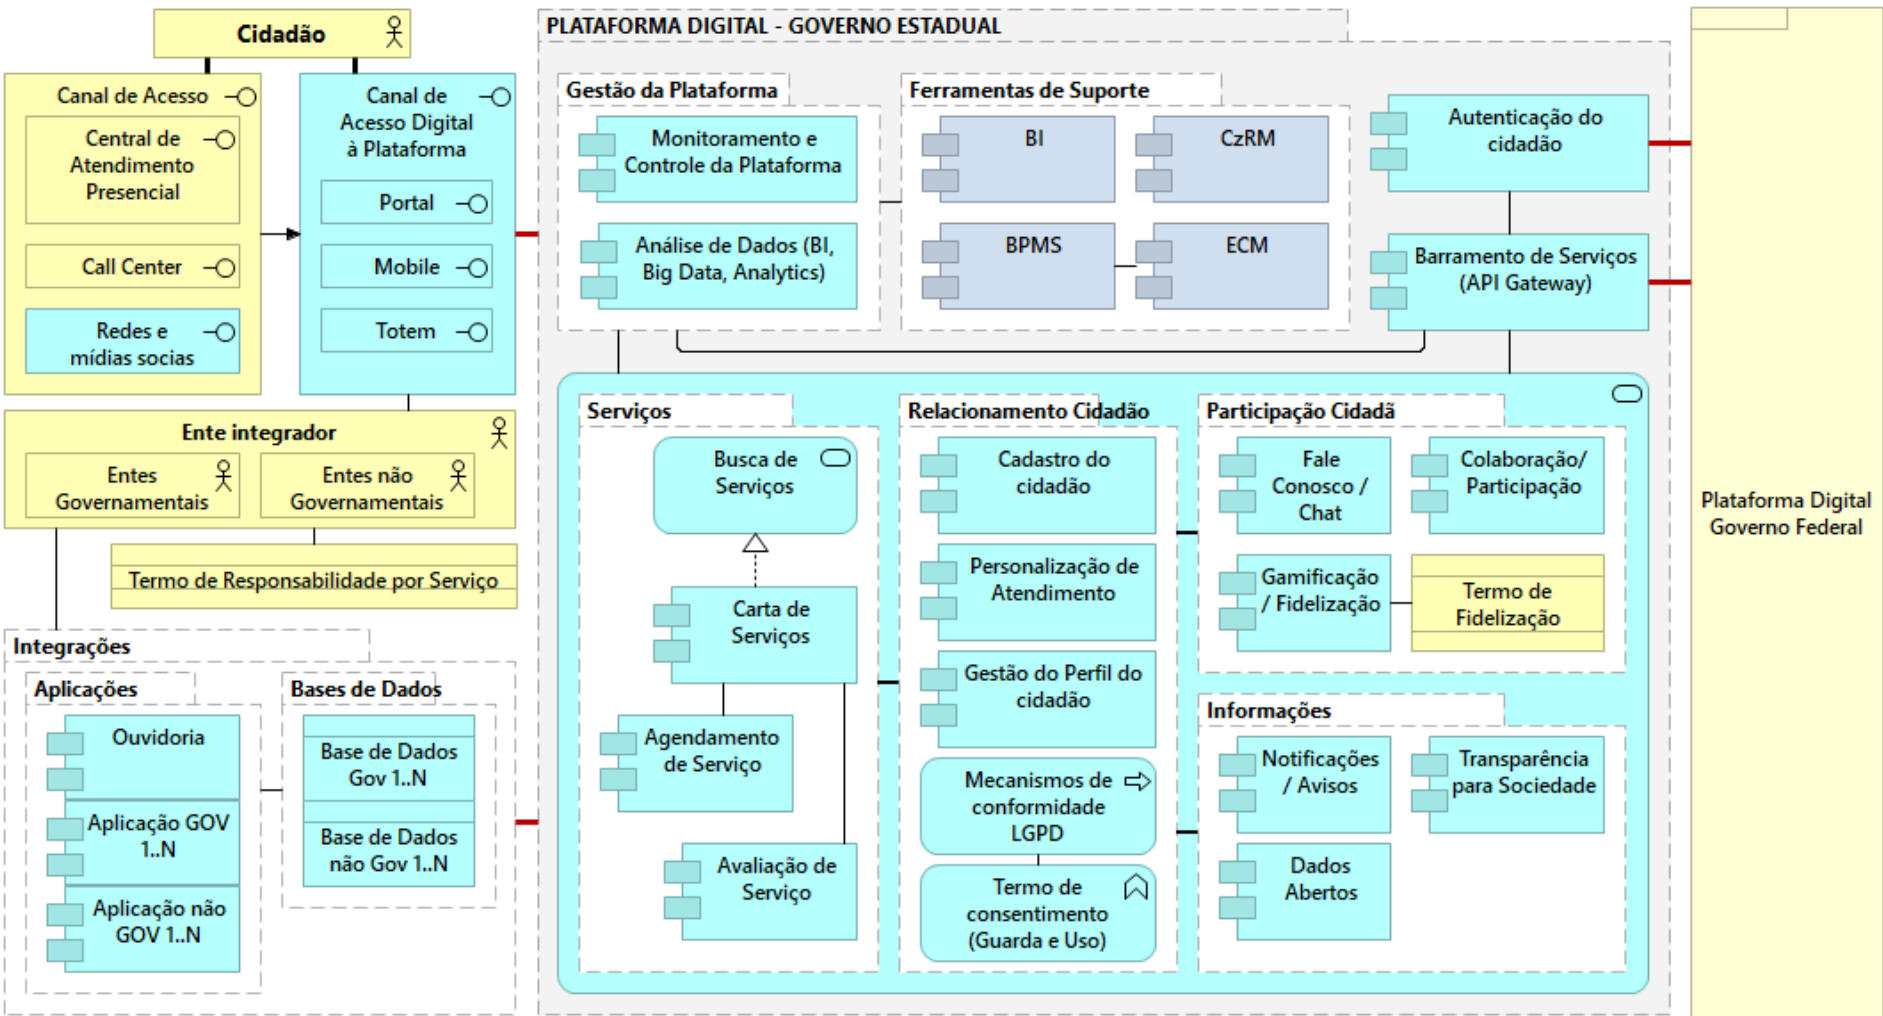 Cidadão
Canal de Acesso
Central de
Atendimento
Presencial
Call Center
Redes e
mídias socias
Canal de
Acesso Digital
à Plataforma
Portal
Mobile
Totem
Ente integrador
Entes
Governamentais
Entes não
Governamentais
Termo de Responsabilidade por Serviço
Integrações
Aplicações
Ouvidoria
Aplicação GOV
1..N
Aplicação não
GOV 1..N
Bases de Dados
Base de Dados
Gov 1..N
Base de Dados
não Gov 1..N
PLATAFORMA DIGITAL - GOVERNO ESTADUAL
Gestão da Plataforma
Monitoramento e
Controle da Plataforma
Análise de Dados (BI,
Big Data, Analytics)
Ferramentas de Suporte
BI
CzRM
BPMS
ECM
Autenticação do
cidadão
Barramento de Serviços
(API Gateway)
Serviços
Busca de
Serviços
Carta de
Serviços
Agendamento
de Serviço
Avaliação de
Serviço
Relacionamento Cidadão
Cadastro do
cidadão
Personalização de
Atendimento
Gestão do Perfil do
cidadão
Mecanismos de
conformidade
LGPD
Termo de
consentimento
(Guarda e Uso)
Participação Cidadã
Fale
Conosco /
Chat
Colaboração/
Participação
Gamificação
/ Fidelização
Termo de
Fidelização
Informações
Notificações
/ Avisos
Transparência
para Sociedade
Dados
Abertos
Plataforma Digital
Governo Federal